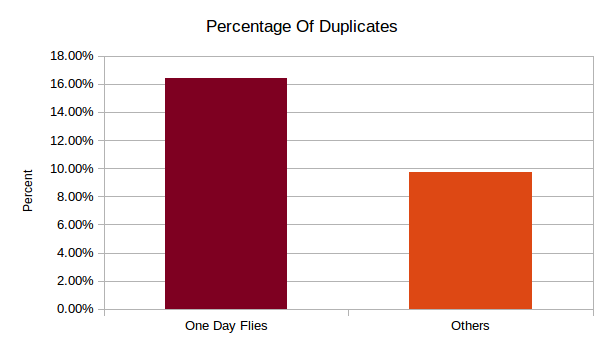 Percentage Of Duplicates
18.00%
16.00%
14.00%
12.00%
10.00%
8.00%
6.00%
4.00%
2.00%
0.00%
Percent
One Day Flies
Others